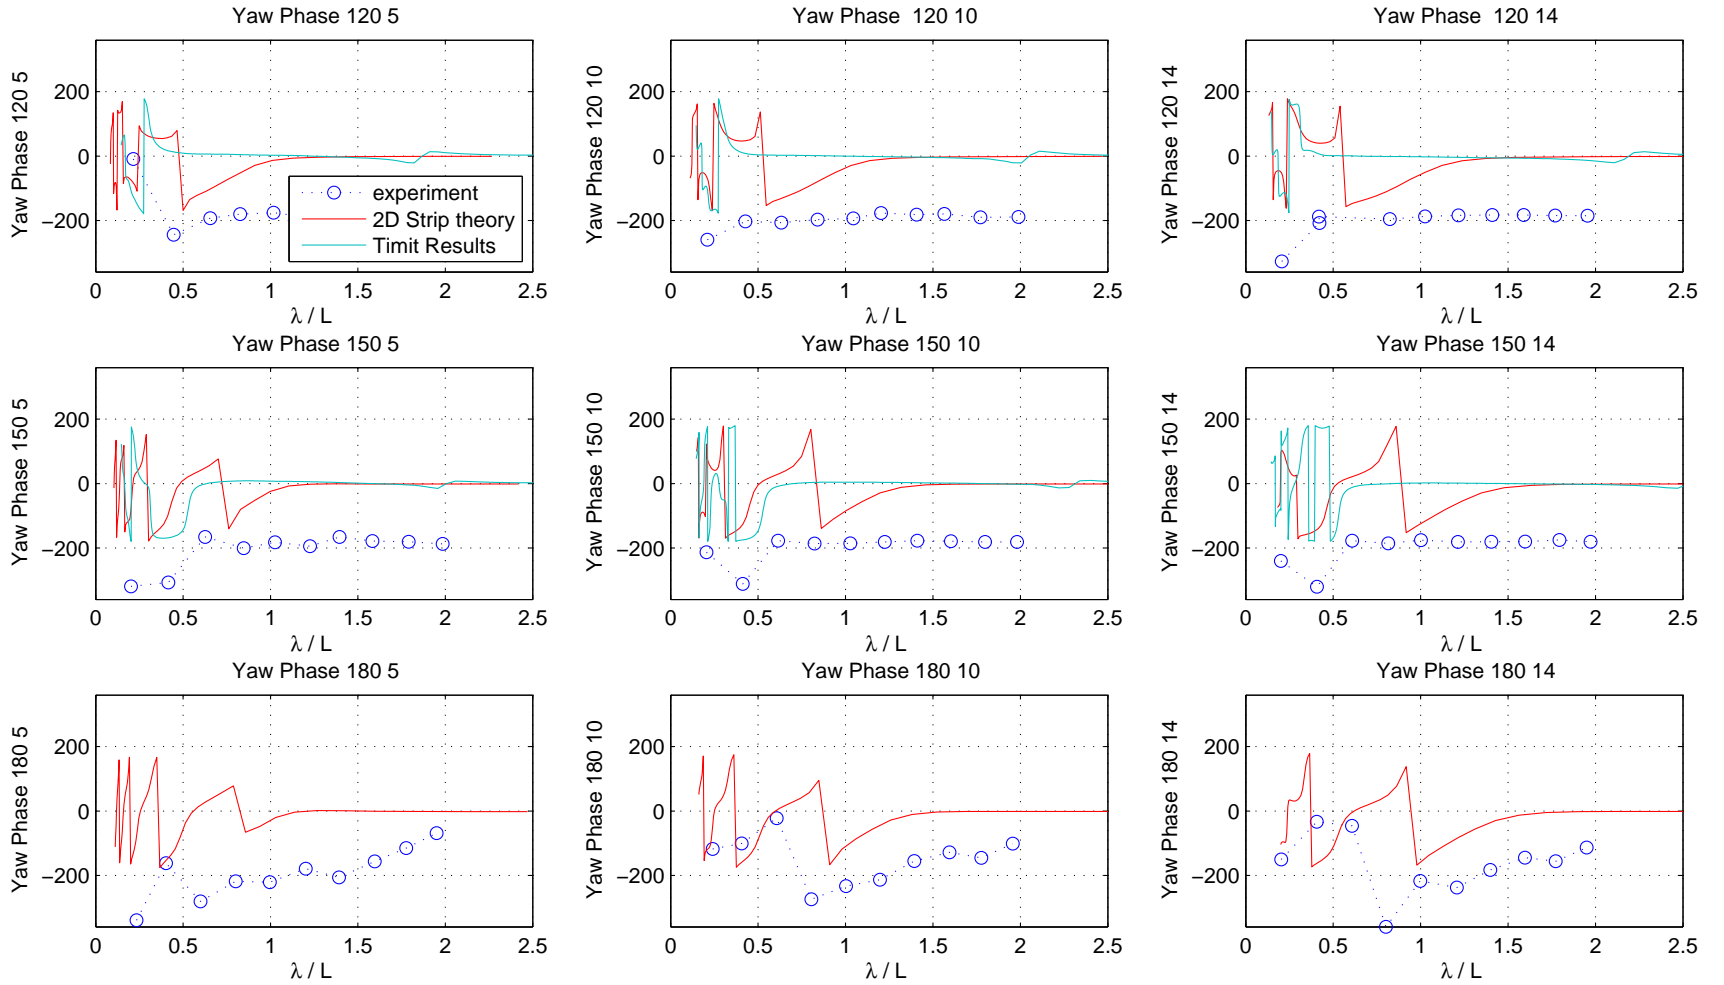 Yaw Phase 120 5
Yaw Phase 120 5
200
0
−200
0
0.5
1
1.5
2
2.5
λ / L
experiment
2D Strip theory
Timit Results
Yaw Phase  120 10
Yaw Phase 120 10
200
0
−200
0
0.5
1
1.5
2
2.5
λ / L
Yaw Phase  120 14
Yaw Phase 120 14
200
0
−200
0
0.5
1
1.5
2
2.5
λ / L
Yaw Phase 150 5
Yaw Phase 150 5
200
0
−200
0
0.5
1
1.5
2
2.5
λ / L
Yaw Phase 150 10
Yaw Phase 150 10
200
0
−200
0
0.5
1
1.5
2
2.5
λ / L
Yaw Phase 150 14
Yaw Phase 150 14
200
0
−200
0
0.5
1
1.5
2
2.5
λ / L
Yaw Phase 180 5
Yaw Phase 180 5
200
0
−200
0
0.5
1
1.5
2
2.5
λ / L
Yaw Phase 180 10
Yaw Phase 180 10
200
0
−200
0
0.5
1
1.5
2
2.5
λ / L
Yaw Phase 180 14
Yaw Phase 180 14
200
0
−200
0
0.5
1
1.5
2
2.5
λ / L